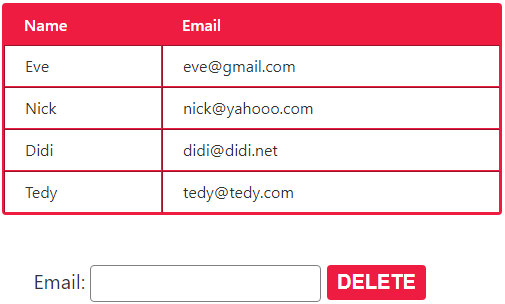 Name Email
Eve eve@gmail.com
Nick nick@yahooo.com
Didi didi@didi.net
Tedy tedy@tedy.com
Email: DELETE